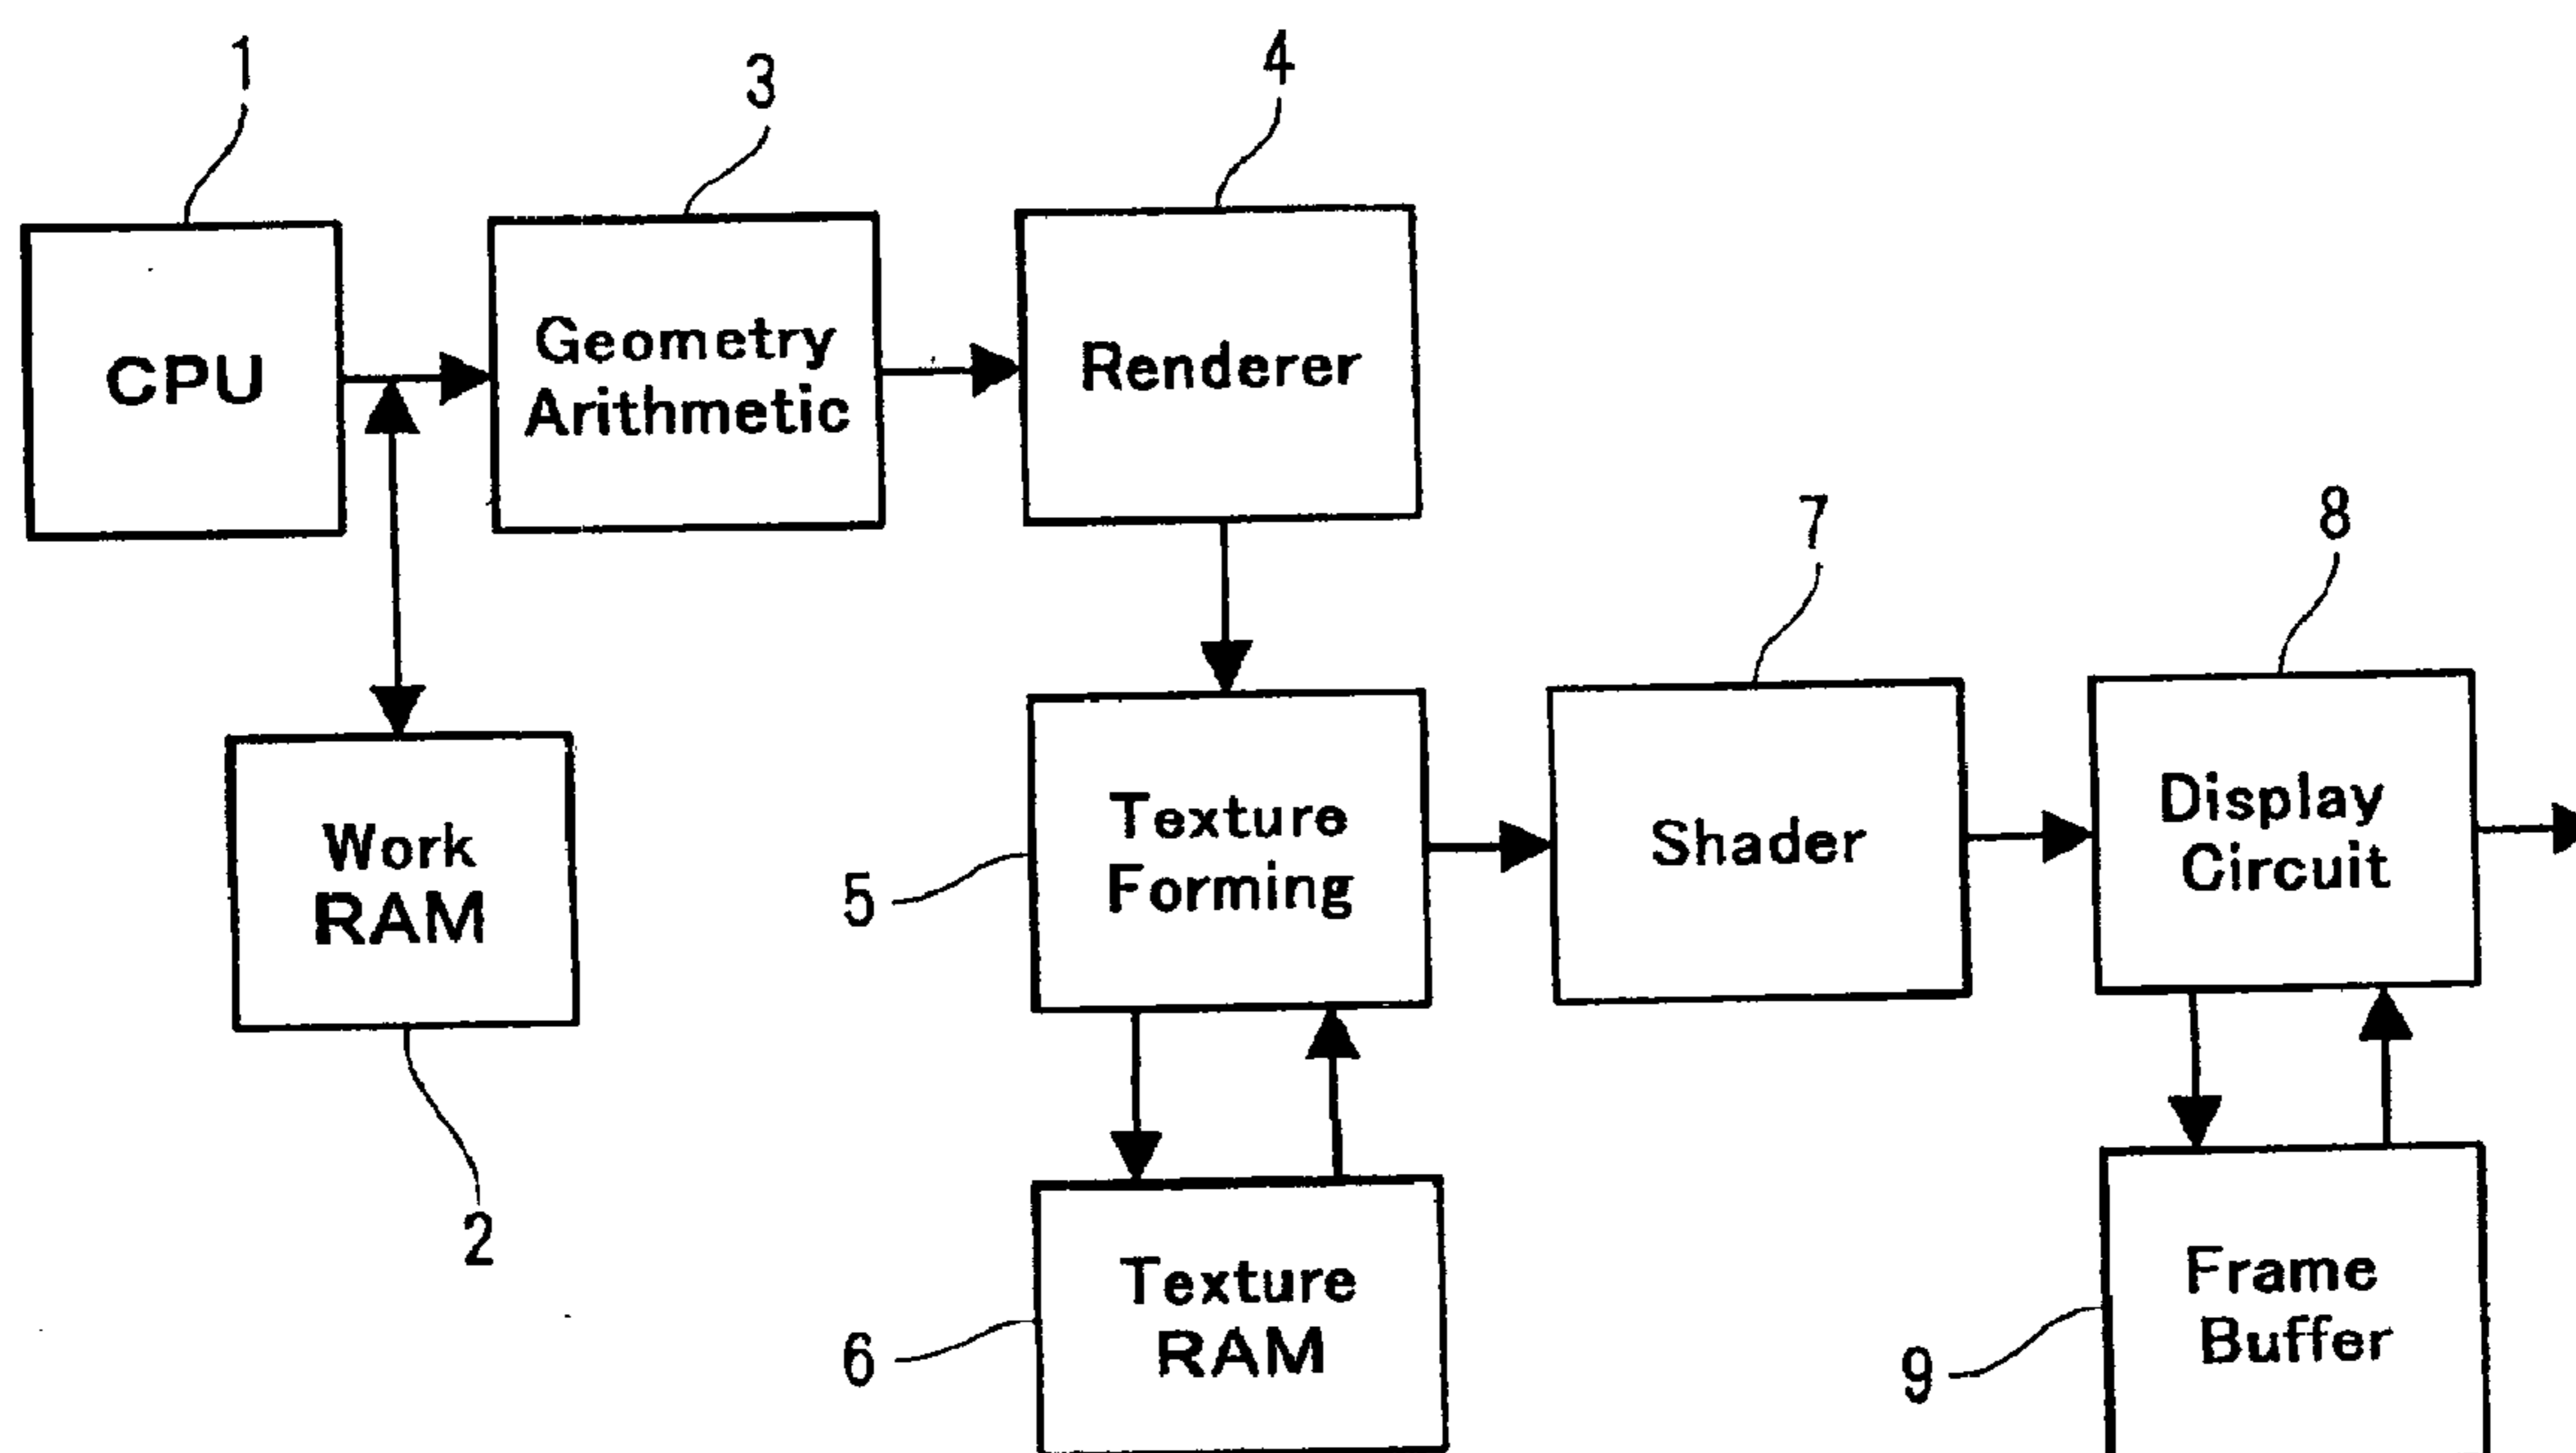 1
3
4
CPU
Geometry
Arithmetic
Renderer
7
8
Work
RAM
2
5
Texture
Forming
Shader
Display
Circuit
6
Texture
RAM
9
Frame
Buffer